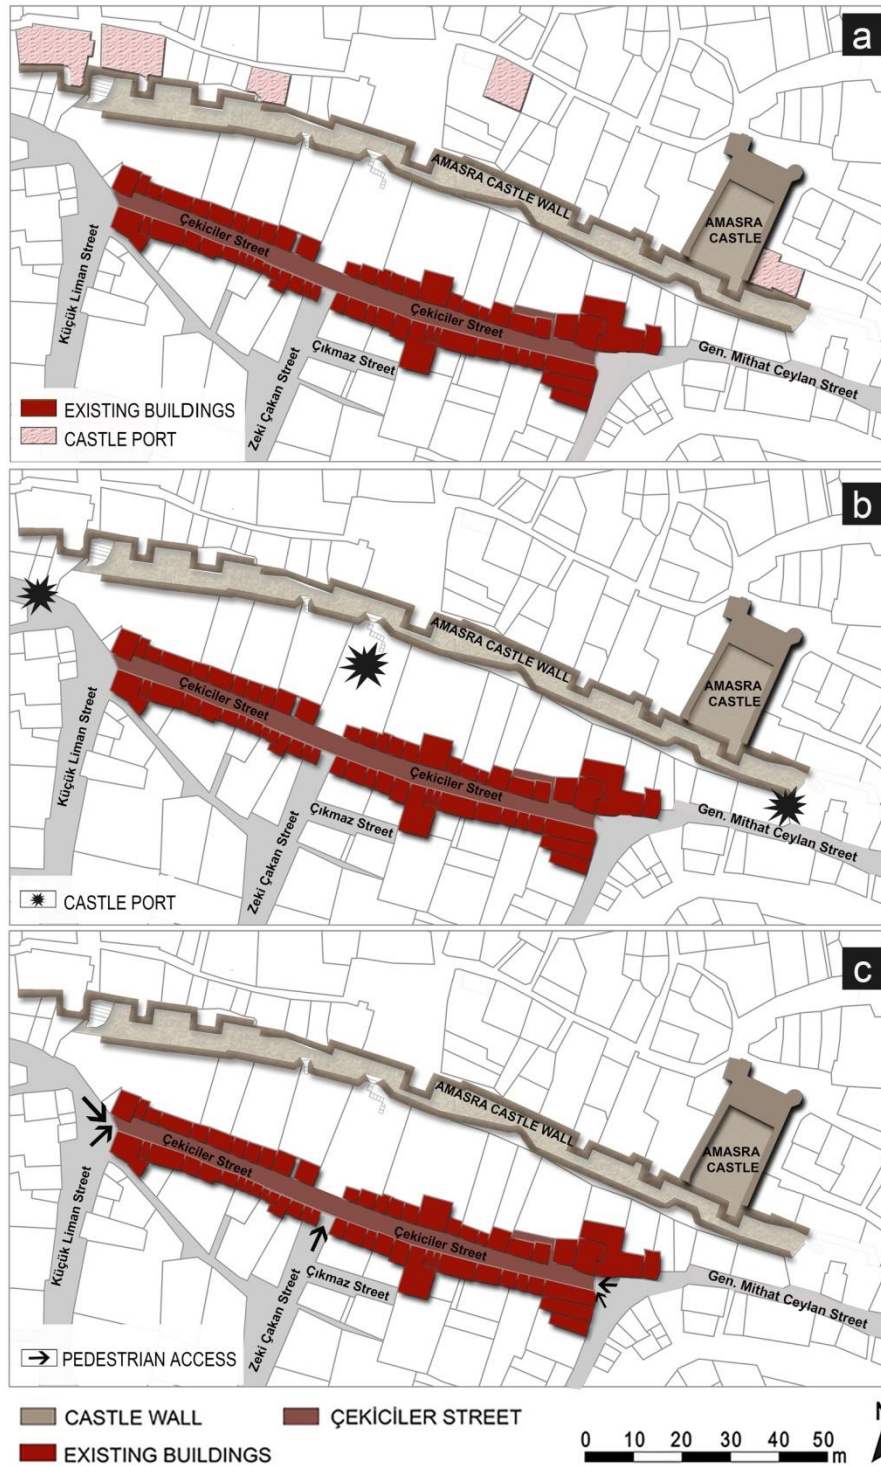 a
AMASRA CASTLE WALL
AMASRA
CASTLE
Çekiciler Street
Küçük Liman Street
Çekiciler Street
Gen. Mithat Ceylan Street
Çıkmaz Street
Zeki Çakan Street
EXISTING BUILDINGS
CASTLE PORT
b
AMASRA CASTLE WALL
AMASRA
CASTLE
Çekiciler Street
Küçük Liman Street
Çekiciler Street
Gen. Mithat Ceylan Street
Çıkmaz Street
Zeki Çakan Street
CASTLE PORT
c
AMASRA CASTLE WALL
AMASRA
CASTLE
Çekiciler Street
Küçük Liman Street
Çekiciler Street
Gen. Mithat Ceylan Street
Çıkmaz Street
Zeki Çakan Street
PEDESTRIAN ACCESS
CASTLE WALL
ÇEKİCİLER STREET
EXISTING BUILDINGS
0 10 20 30 40 50
m